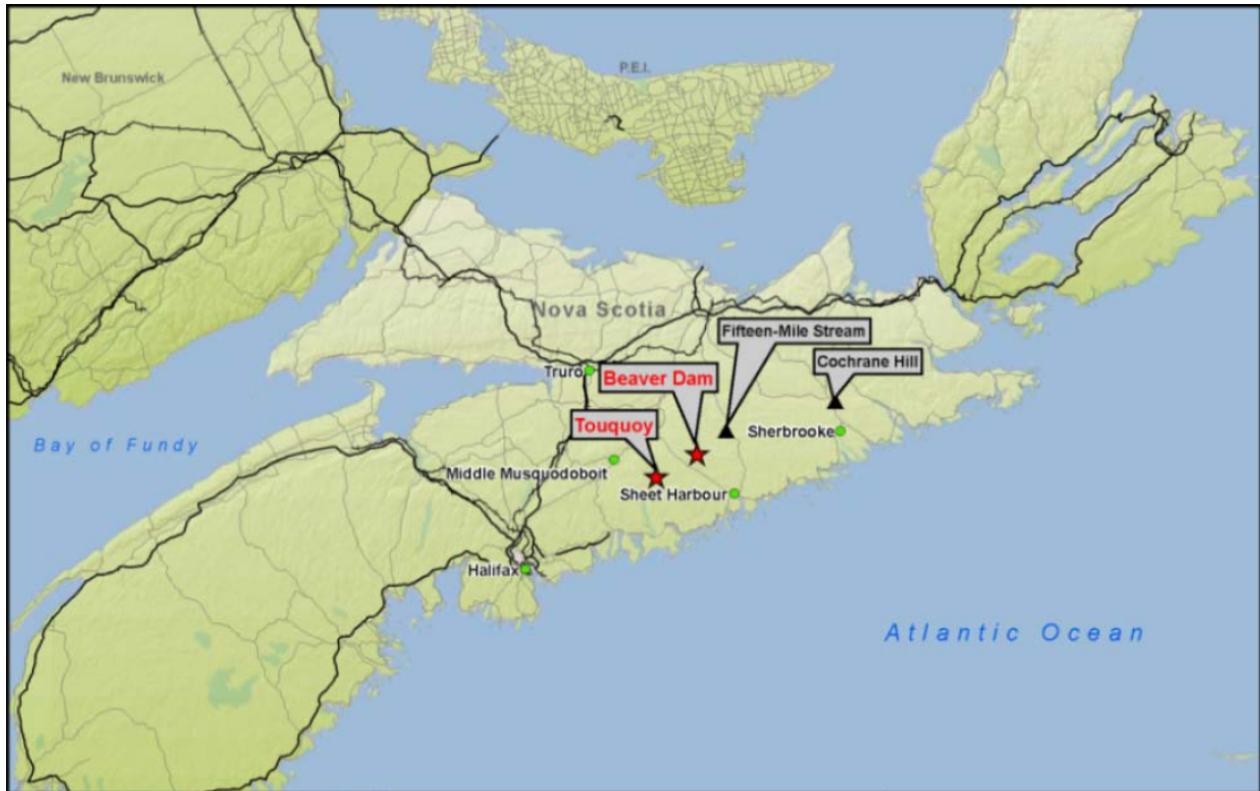 New Brunswick
P.E.I.
Nova Scotia
Fifteen-Mile Stream
Cochrane Hill
Truro
Beaver Dam
Touquoy
Sherbrooke
Bay of Fundy
Middle Musquodoboit
Sheet Harbour
Halifax
Atlantic Ocean